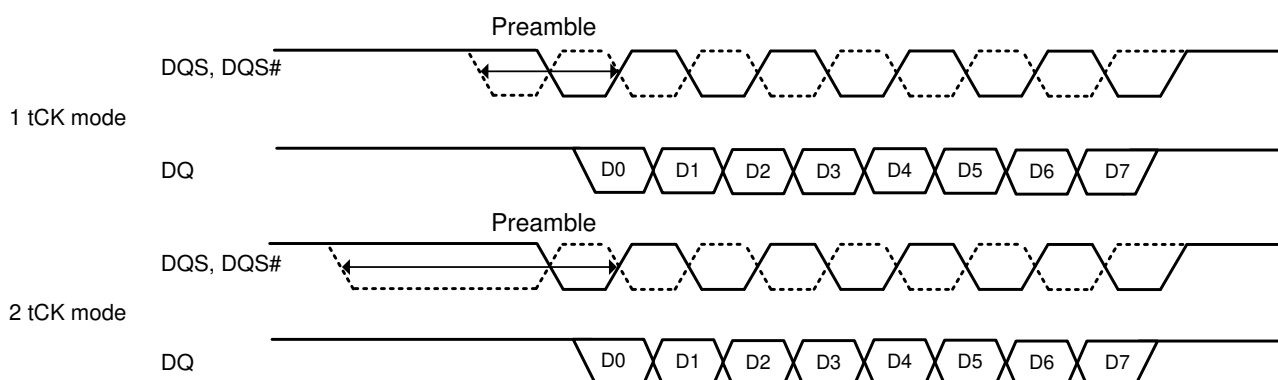 Preamble
DQS, DQS#
1 tCK mode
DQ
D0 D1 D2 D3 D4 D5 D6 D7
Preamble
DQS, DQS#
2 tCK mode
DQ
D0 D1 D2 D3 D4 D5 D6 D7